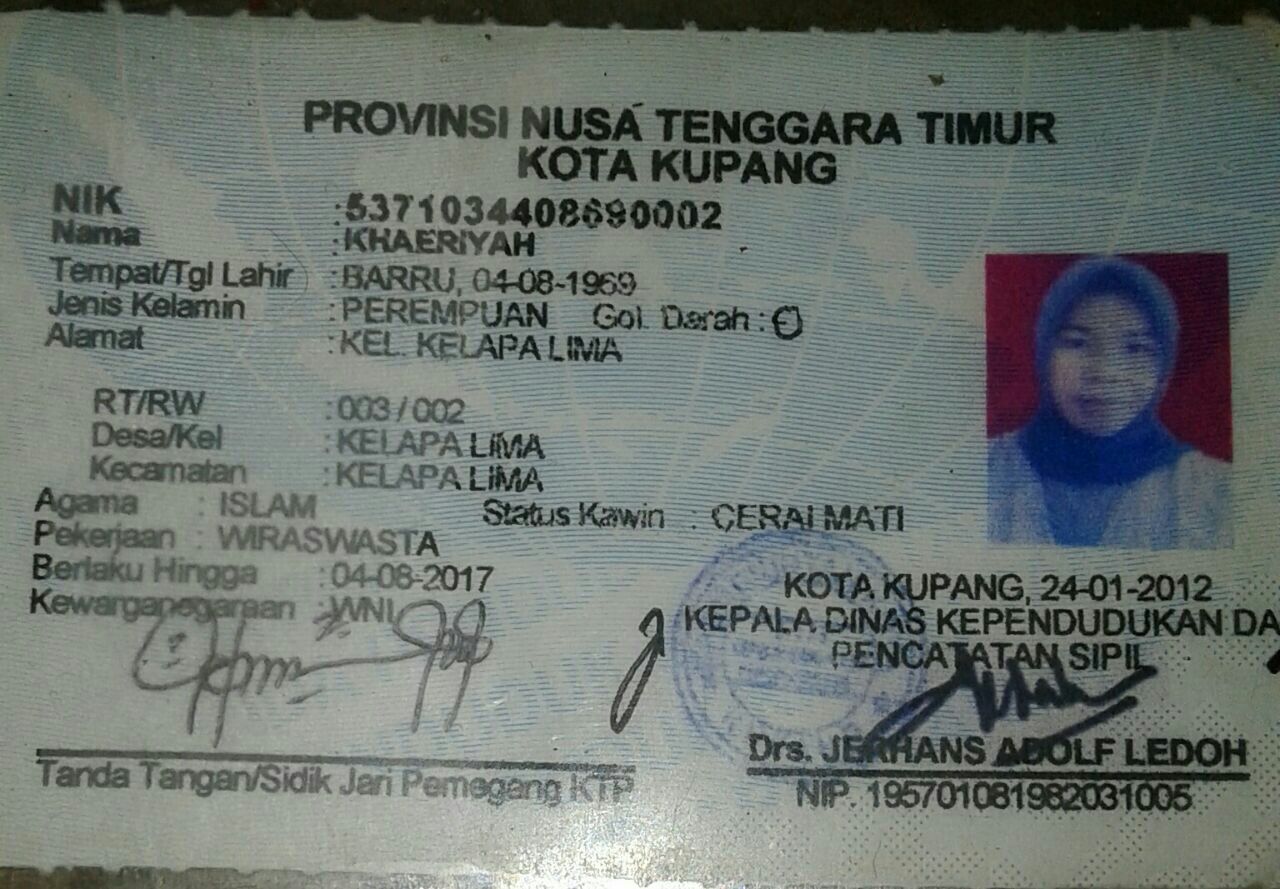 PROVINSI NUSA TENGGARA TIMUR
KOTA KUPANG
NIK :5371034408690002
Nama :KHAERIYAH
Tempat/Tgl Lahir :BARRU, 04-08-1969
Jenis Kelamin :PEREMPUAN Gol. Darah : O
Alamat :KEL. KELAPA LIMA
RT/RW :003 / 002
Desa/Kel :KELAPA LIMA
Kecamatan :KELAPA LIMA
Agama : ISLAM Status Kawin : CERAI MATI
Pekerjaan : WIRASWASTA
Berlaku Hingga :04-08-2017
Kewarganegaraan :WNI
KOTA KUPANG, 24-01-2012
KEPALA DINAS KEPENDUDUKAN DA
PENCATATAN SIPIL
Drs. JERHANS ADOLF LEDOH
NIP. 195701081982031005
Tanda Tangan/Sidik Jari Pemegang KTP